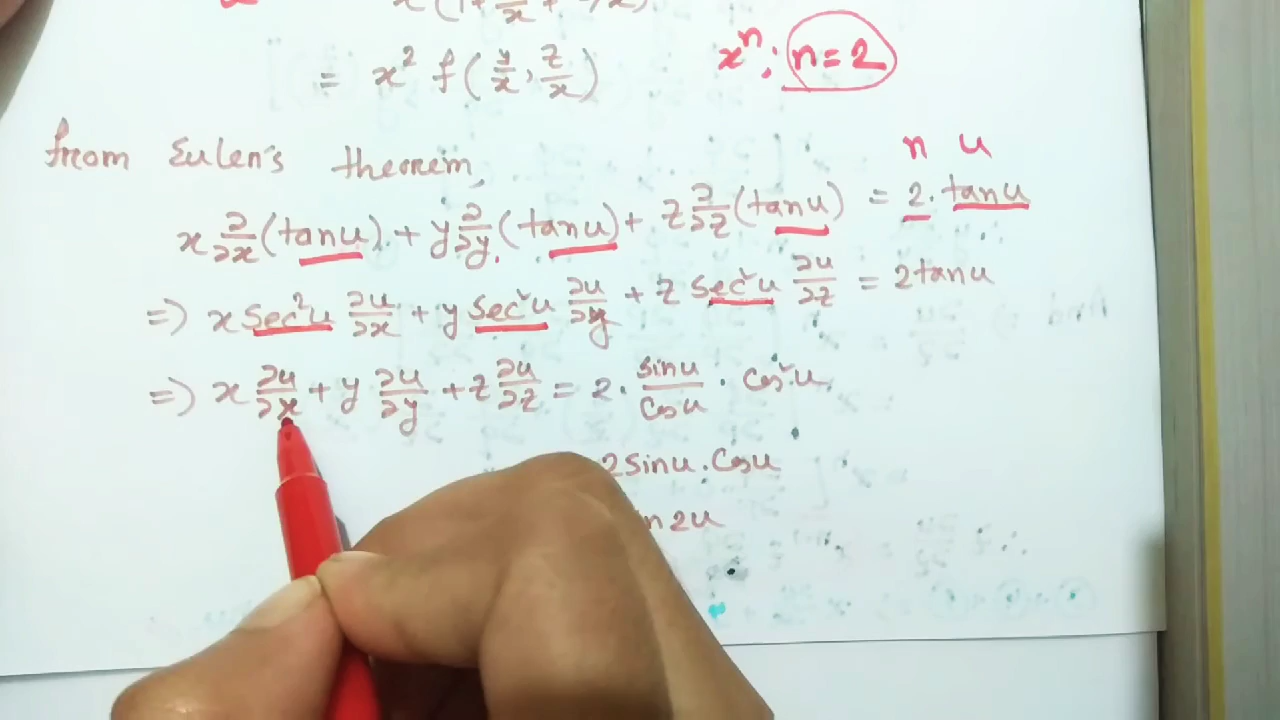 = x² f(y/x, z/x)
xⁿ; n=2
from Euler's theorem,
n u
x ∂/∂x (tanu) + y ∂/∂y (tanu) + z ∂/∂z (tanu) = 2. tanu
⇒) x sec²u ∂u/∂x + y sec²u ∂u/∂y + z sec²u ∂u/∂z = 2tanu
⇒) x ∂u/∂x + y ∂u/∂y + z ∂u/∂z = 2. sinu/cosu . cos²u
2sinu.cosu
2u